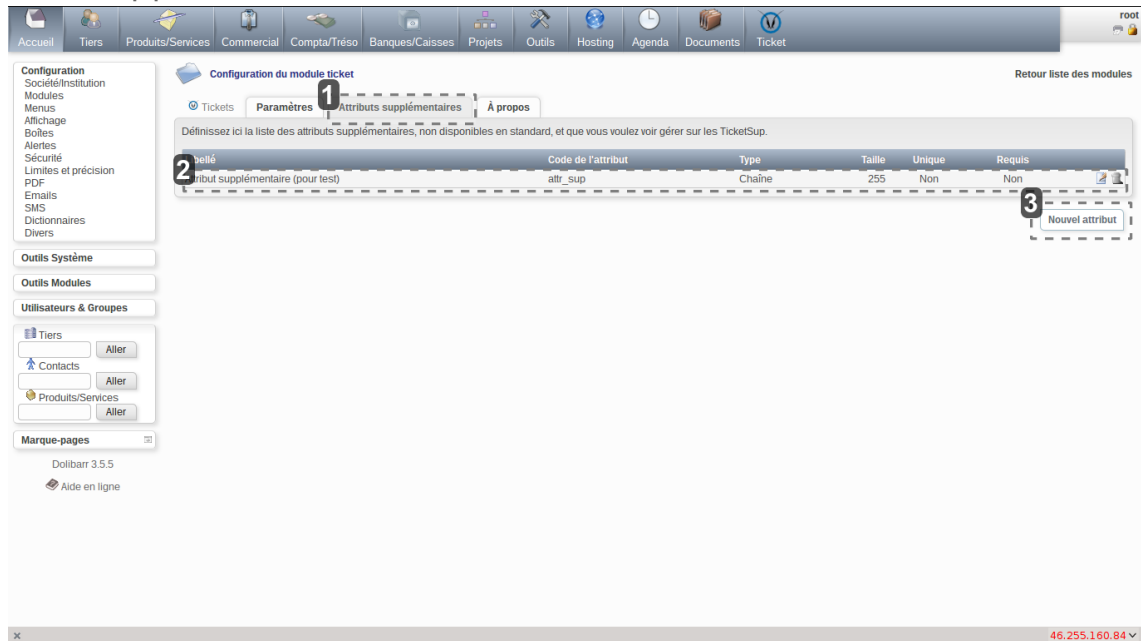 Accueil Tiers Produits/Services Commercial Compta/Tréso Banques/Caisses Projets Outils Hosting Agenda Documents Ticket
root
Configuration
Société/Institution
Modules
Menus
Affichage
Boîtes
Alertes
Sécurité
Limites et précision
PDF
Emails
SMS
Dictionnaires
Divers
Outils Système
Outils Modules
Utilisateurs & Groupes
Tiers
Aller
Contacts
Aller
Produits/Services
Aller
Marque-pages
Dolibarr 3.5.5
Aide en ligne
Configuration du module ticket
Retour liste des modules
1
Tickets Paramètres Attributs supplémentaires À propos
Définissez ici la liste des attributs supplémentaires, non disponibles en standard, et que vous voulez voir gérer sur les TicketSup.
Code de l'attribut Type Taille Unique Requis
2
supplémentaire (pour test) attr_sup Chaîne 255 Non Non
3
Nouvel attribut
46.255.160.84